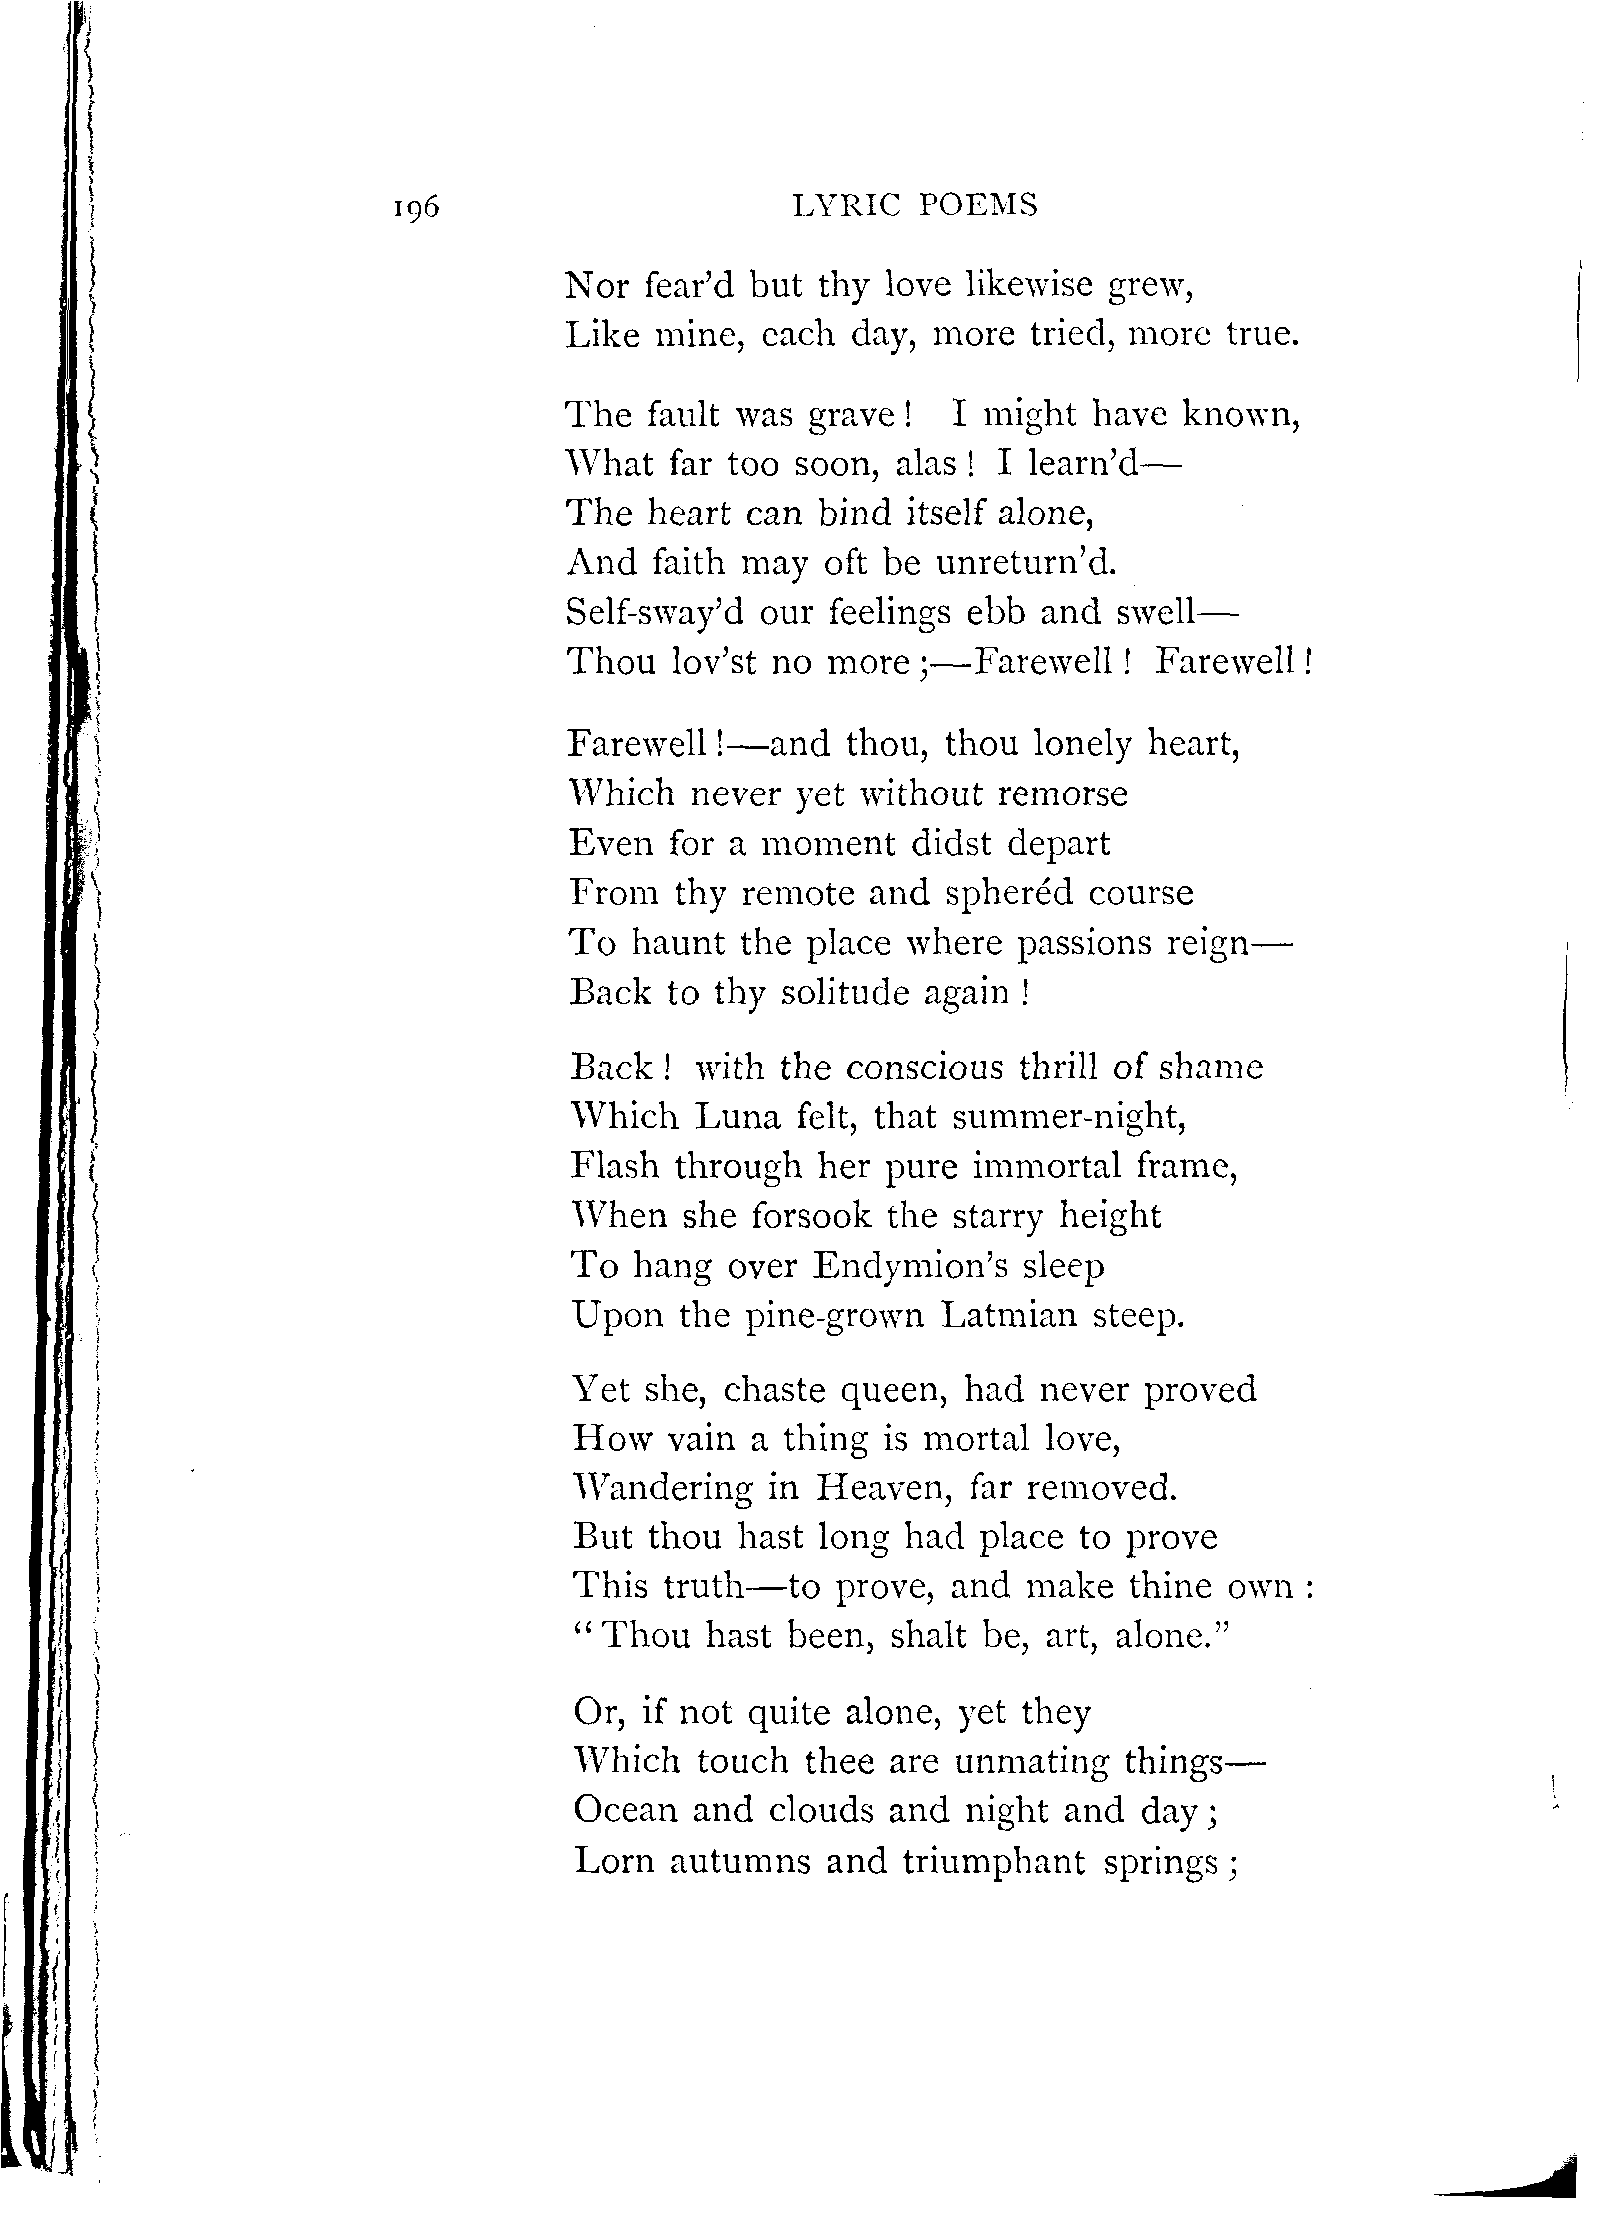 196 LYRIC POEMS
Nor fear'd but thy love likewise grew,
Like mine, each day, more tried, more true.
The fault was grave! I might have known,
What far too soon, alas! I learn'd—
The heart can bind itself alone,
And faith may oft be unreturn'd.
Self-sway'd our feelings ebb and swell—
Thou lov'st no more;—Farewell! Farewell!
Farewell!—and thou, thou lonely heart,
Which never yet without remorse
Even for a moment didst depart
From thy remote and spheréd course
To haunt the place where passions reign—
Back to thy solitude again!
Back! with the conscious thrill of shame
Which Luna felt, that summer-night,
Flash through her pure immortal frame,
When she forsook the starry height
To hang over Endymion's sleep
Upon the pine-grown Latmian steep.
Yet she, chaste queen, had never proved
How vain a thing is mortal love,
Wandering in Heaven, far removed.
But thou hast long had place to prove
This truth—to prove, and make thine own:
"Thou hast been, shalt be, art, alone."
Or, if not quite alone, yet they
Which touch thee are unmating things—
Ocean and clouds and night and day;
Lorn autumns and triumphant springs;